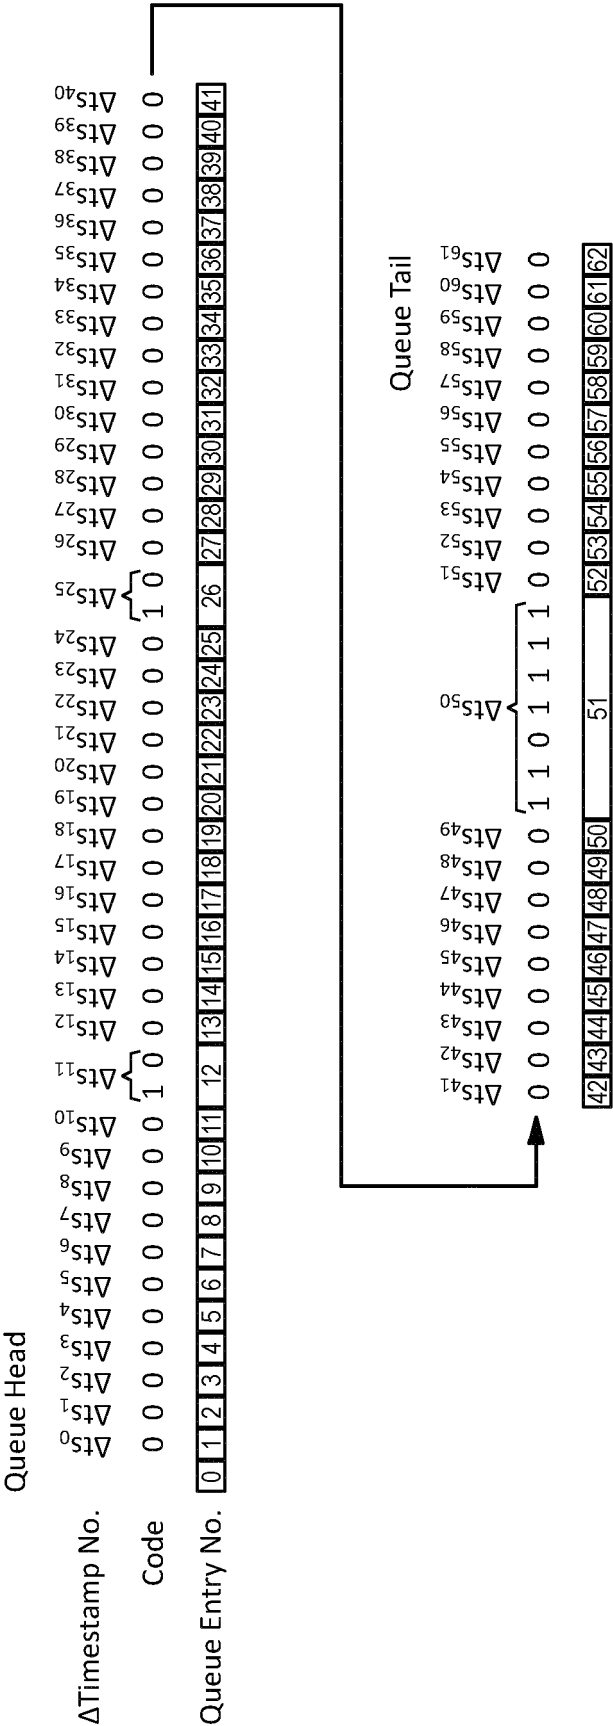 Queue Head
ΔTimestamp No. Δts0 Δts1 Δts2 Δts3 Δts4 Δts5 Δts6 Δts7 Δts8 Δts9 Δts10 Δts11 Δts12 Δts13 Δts14 Δts15 Δts16 Δts17 Δts18 Δts19 Δts20 Δts21 Δts22 Δts23 Δts24 Δts25 Δts26 Δts27 Δts28 Δts29 Δts30 Δts31 Δts32 Δts33 Δts34 Δts35 Δts36 Δts37 Δts38 Δts39 Δts40
Code 0 0 0 0 0 0 0 0 0 0 0 1 0 0 0 0 0 0 0 0 0 0 0 0 0 0 1 0 0 0 0 0 0 0 0 0 0 0 0 0 0 0 0
Queue Entry No. 0 1 2 3 4 5 6 7 8 9 10 11 12 13 14 15 16 17 18 19 20 21 22 23 24 25 26 27 28 29 30 31 32 33 34 35 36 37 38 39 40 41
Queue Tail
Δts41 Δts42 Δts43 Δts44 Δts45 Δts46 Δts47 Δts48 Δts49 Δts50 Δts51 Δts52 Δts53 Δts54 Δts55 Δts56 Δts57 Δts58 Δts59 Δts60 Δts61
0 0 0 0 0 0 0 0 0 1 1 0 1 1 1 1 0 0 0 0 0 0 0 0 0 0 0
42 43 44 45 46 47 48 49 50 51 52 53 54 55 56 57 58 59 60 61 62